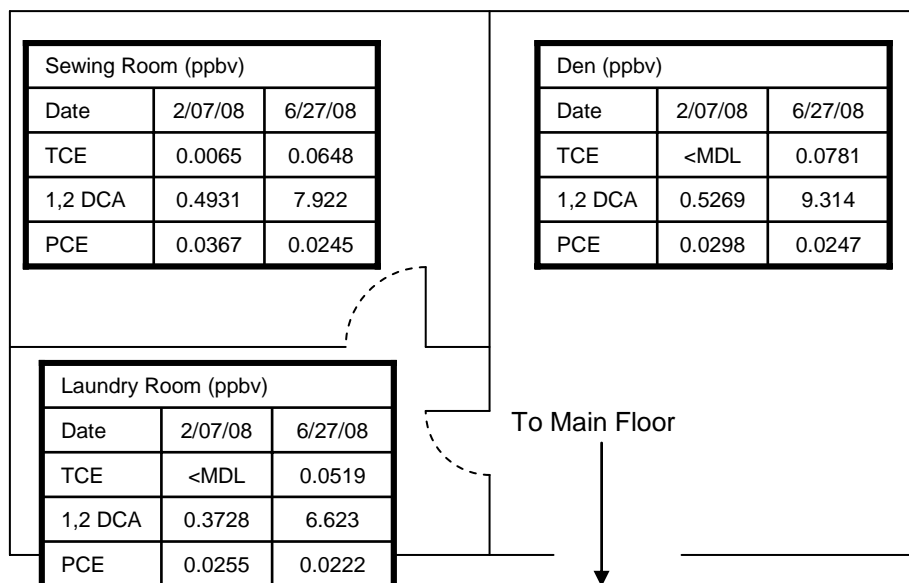 Sewing Room (ppbv)
Date 2/07/08 6/27/08
TCE 0.0065 0.0648
1,2 DCA 0.4931 7.922
PCE 0.0367 0.0245
Den (ppbv)
Date 2/07/08 6/27/08
TCE <MDL 0.0781
1,2 DCA 0.5269 9.314
PCE 0.0298 0.0247
Laundry Room (ppbv)
Date 2/07/08 6/27/08
TCE <MDL 0.0519
1,2 DCA 0.3728 6.623
PCE 0.0255 0.0222
To Main Floor